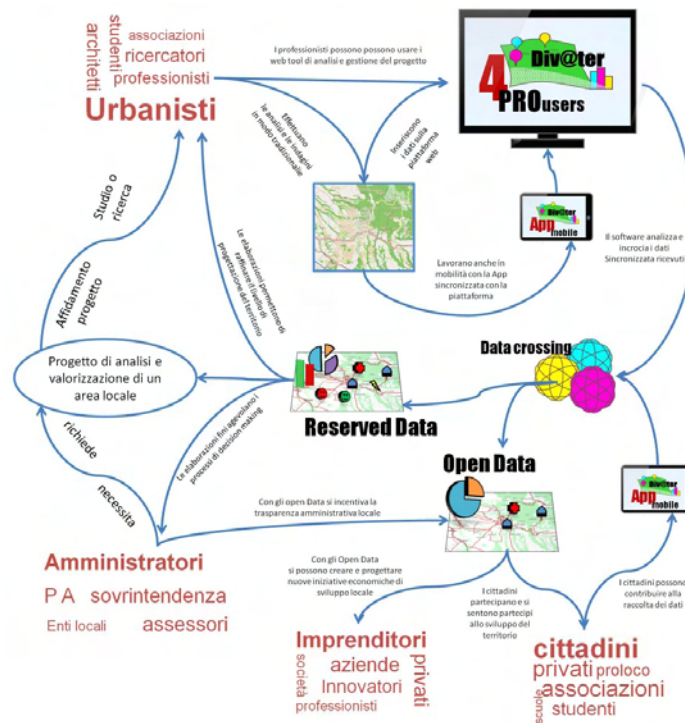 architetti
studenti
associazioni
ricercatori
professionisti
Urbanisti
I professionisti possono possono usare i
web tool di analisi e gestione del progetto
Div@ter
4
PROusers
Effettuano
le analisi e le indagini
in modo tradizionale
Inseriscono
i dati sulla
piattaforma
web
Div@ter
App
mobile
Il software analizza e
incrocia i dati
Sincronizzata ricevuti
Lavorano anche in
mobilità con la App
sincronizzata con la
piattaforma
Studio o
ricerca
Affidamento
progetto
Le elaborazioni permettono di
raffinare il livello di
progettazione del territorio
Progetto di analisi e
valorizzazione di un
area locale
Data crossing
Reserved Data
Le elaborazioni fini agevolano i
processi di decision making
richiede
necessita
Open Data
Div@ter
App
mobile
Con gli open Data si incentiva la
trasparenza amministrativa locale
Amministratori
P A sovrintendenza
Enti locali assessori
Con gli Open Data
si possono creare e progettare
nuove iniziative economiche di
sviluppo locale
I cittadini
partecipano e si
sentono partecipi
allo sviluppo del
territorio
I cittadini possono
contribuire alla
raccolta dei dati
Imprenditori
società
aziende
privati
Innovatori
professionisti
cittadini
privati proloco
scuole
associazioni
studenti